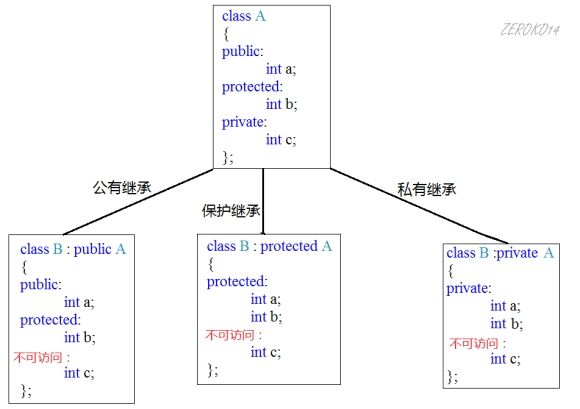 ZEROKO14
class A
{
public:
int a;
protected:
int b;
private:
int c;
};
公有继承
保护继承
私有继承
class B : public A
{
public:
int a;
protected:
int b;
不可访问：
int c;
};
class B : protected A
{
protected:
int a;
int b;
不可访问：
int c;
};
class B :private A
{
private:
int a;
int b;
不可访问：
int c;
};